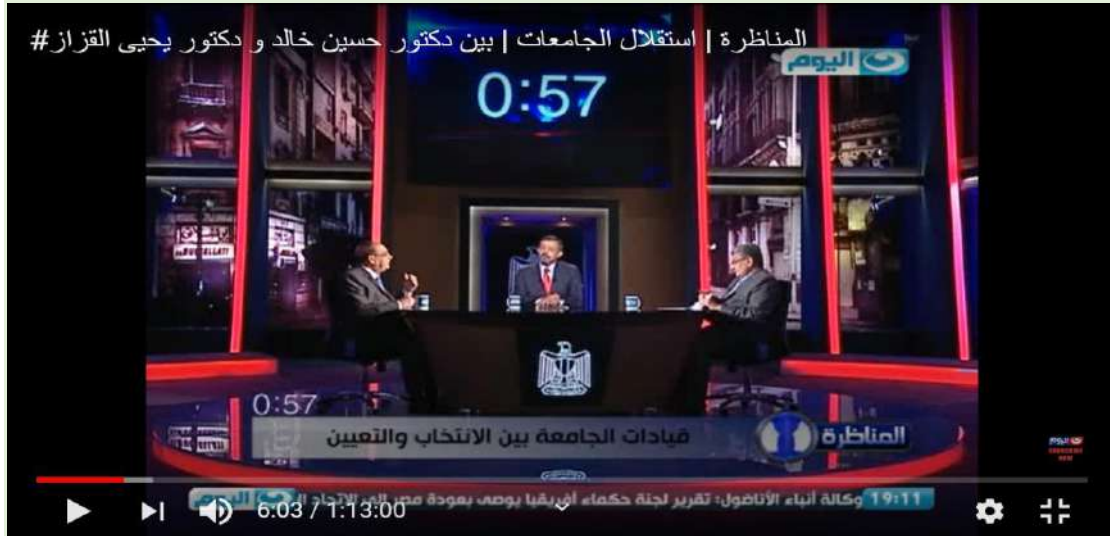 #المناظرة | استقلال الجامعات | بين دكتور حسين خالد و دكتور يحيى القزاز
اليوم
0:57
0:57
المناظرة
قيادات الجامعة بين الانتخاب والتعيين
19:11 وكالة أنباء الأناضول: تقرير لجنة حكماء أفريقيا يوصى بعودة مصر إلى الاتحاد
اليوم
6:03 / 1:13:00